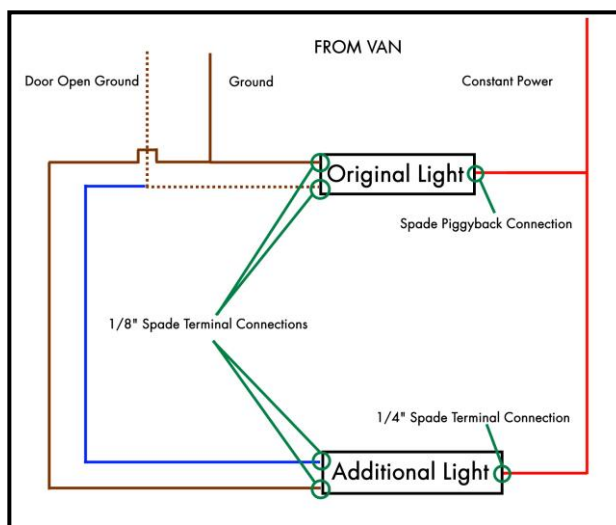 FROM VAN
Door Open Ground
Ground
Constant Power
Original Light
Spade Piggyback Connection
1/8" Spade Terminal Connections
1/4" Spade Terminal Connection
Additional Light